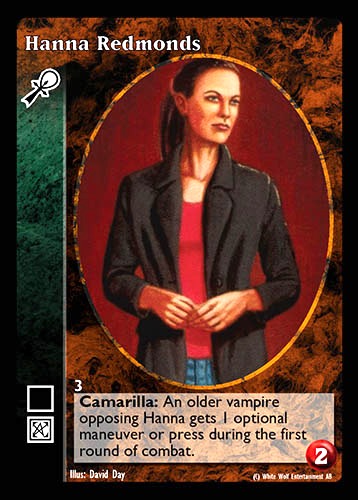 Hanna Redmonds
3
Camarilla: An older vampire
opposing Hanna gets 1 optional
maneuver or press during the first
round of combat.
2
Illus: David Day
(C) White Wolf Entertainment AB